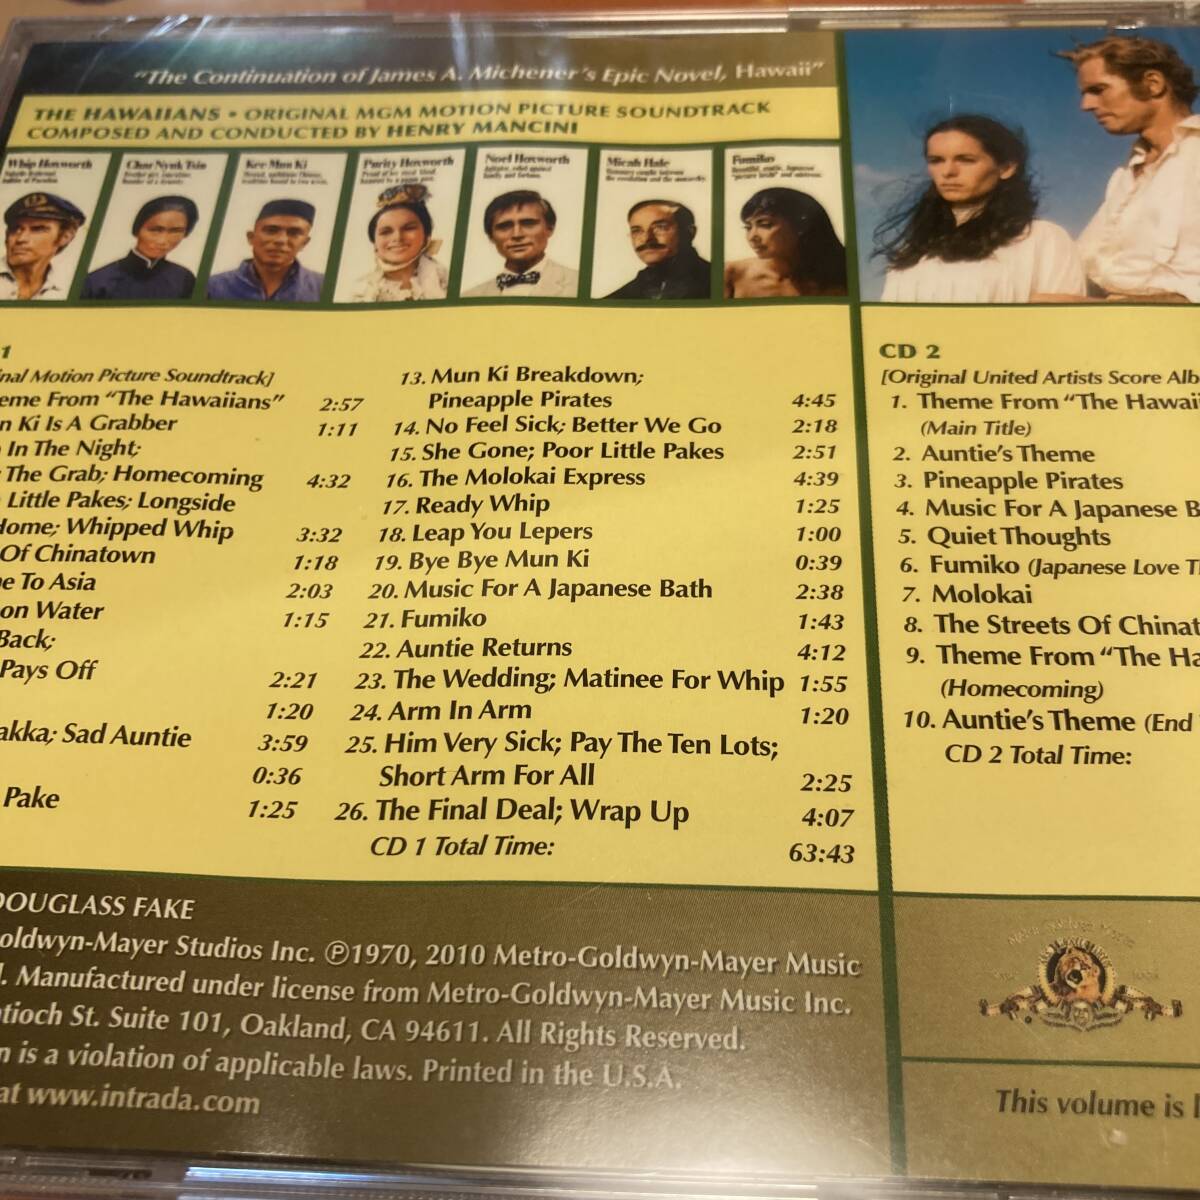 "The Continuation of James A. Michener's Epic Novel, Hawaii"
THE HAWAIIANS • ORIGINAL MGM MOTION PICTURE SOUNDTRACK
COMPOSED AND CONDUCTED BY HENRY MANCINI
Whip Hoxworth
Char Nyuk Tsin
Kee Mun Ki
Purity Hoxworth
Noel Hoxworth
Micah Hale
Fumiko
1
nal Motion Picture Soundtrack]
eme From "The Hawaiians" 2:57
n Ki Is A Grabber 1:11
In The Night;
The Grab; Homecoming 4:32
Little Pakes; Longside
Home; Whipped Whip 3:32
Of Chinatown 1:18
e To Asia 2:03
on Water 1:15
Back;
Pays Off 2:21
1:20
akka; Sad Auntie 3:59
0:36
Pake 1:25
13. Mun Ki Breakdown;
Pineapple Pirates 4:45
14. No Feel Sick; Better We Go 2:18
15. She Gone; Poor Little Pakes 2:51
16. The Molokai Express 4:39
17. Ready Whip 1:25
18. Leap You Lepers 1:00
19. Bye Bye Mun Ki 0:39
20. Music For A Japanese Bath 2:38
21. Fumiko 1:43
22. Auntie Returns 4:12
23. The Wedding; Matinee For Whip 1:55
24. Arm In Arm 1:20
25. Him Very Sick; Pay The Ten Lots;
Short Arm For All 2:25
26. The Final Deal; Wrap Up 4:07
CD 1 Total Time: 63:43
CD 2
[Original United Artists Score Alb
1. Theme From "The Hawaii
(Main Title)
2. Auntie's Theme
3. Pineapple Pirates
4. Music For A Japanese B
5. Quiet Thoughts
6. Fumiko (Japanese Love T
7. Molokai
8. The Streets Of Chinat
9. Theme From "The Ha
(Homecoming)
10. Auntie's Theme (End
CD 2 Total Time:
DOUGLASS FAKE
oldwyn-Mayer Studios Inc. ℗1970, 2010 Metro-Goldwyn-Mayer Music
. Manufactured under license from Metro-Goldwyn-Mayer Music Inc.
ntioch St. Suite 101, Oakland, CA 94611. All Rights Reserved.
n is a violation of applicable laws. Printed in the U.S.A.
at www.intrada.com
This volume is